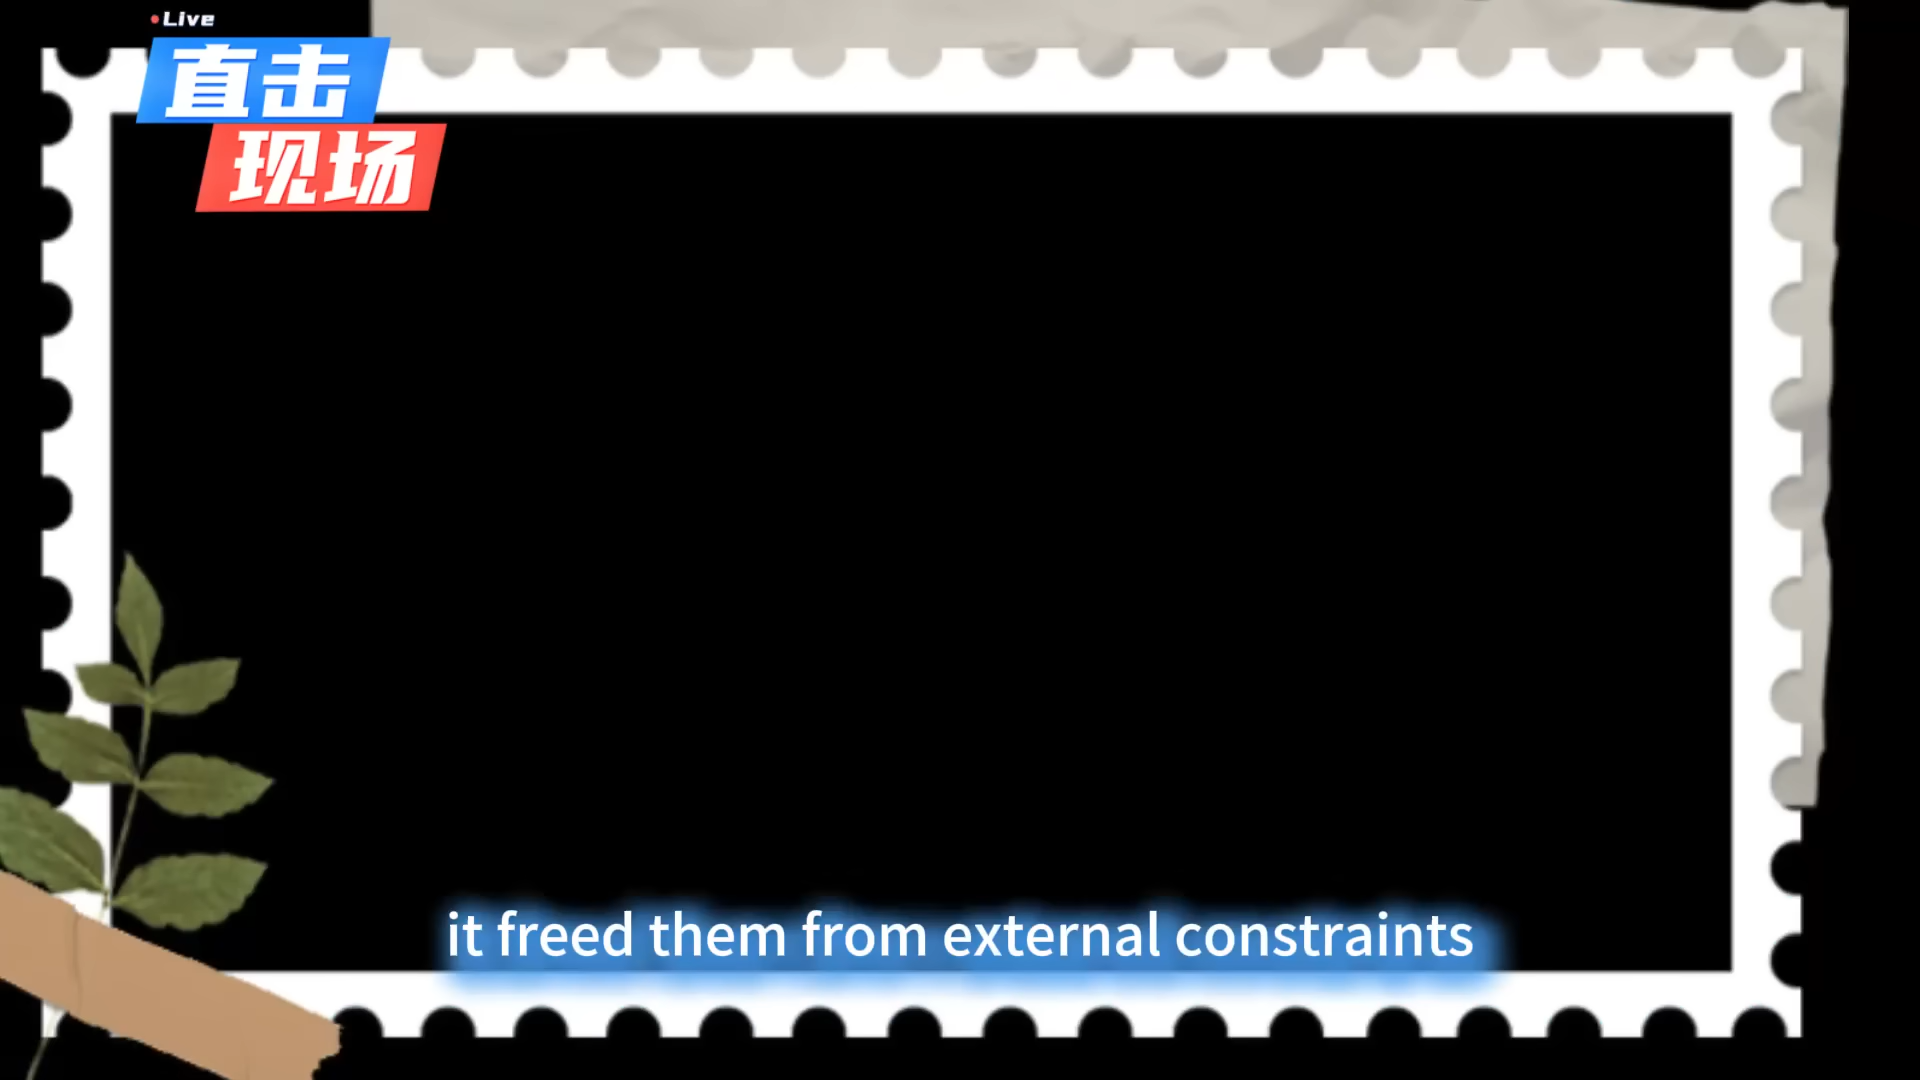 Live
直击
现场
it freed them from external constraints